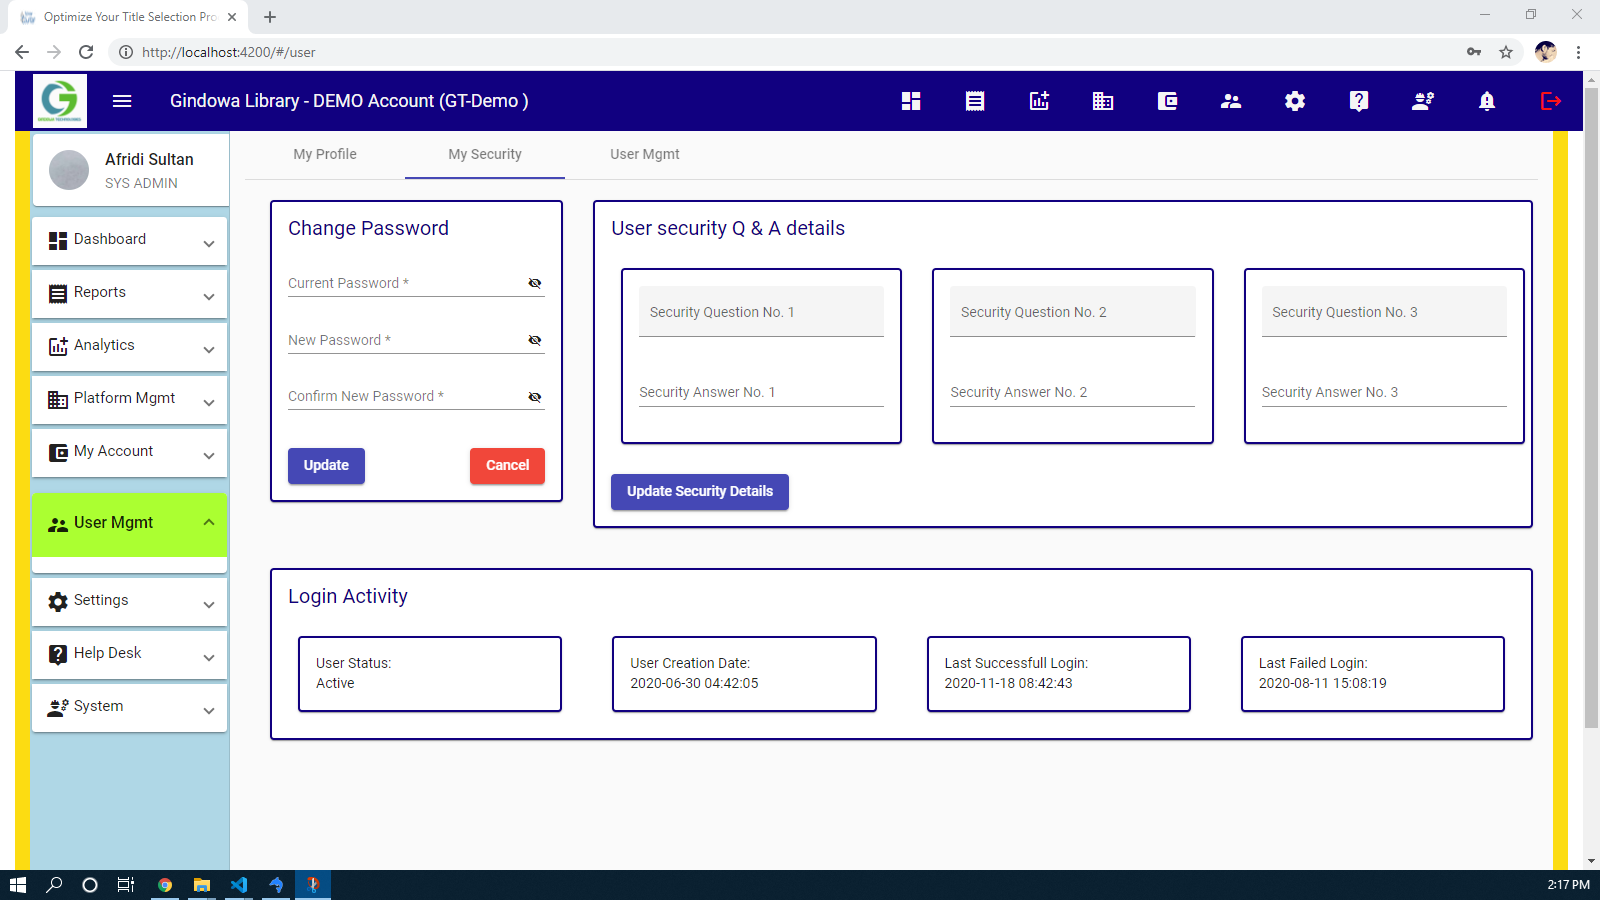 Optimize Your Title Selection Pro
http://localhost:4200/#/user
Gindowa Library - DEMO Account (GT-Demo )
Afridi Sultan
SYS ADMIN
Dashboard
Reports
Analytics
Platform Mgmt
My Account
User Mgmt
Settings
Help Desk
System
My Profile
My Security
User Mgmt
Change Password
Current Password *
New Password *
Confirm New Password *
Update
Cancel
User security Q & A details
Security Question No. 1
Security Answer No. 1
Security Question No. 2
Security Answer No. 2
Security Question No. 3
Security Answer No. 3
Update Security Details
Login Activity
User Status:
Active
User Creation Date:
2020-06-30 04:42:05
Last Successfull Login:
2020-11-18 08:42:43
Last Failed Login:
2020-08-11 15:08:19
2:17 PM